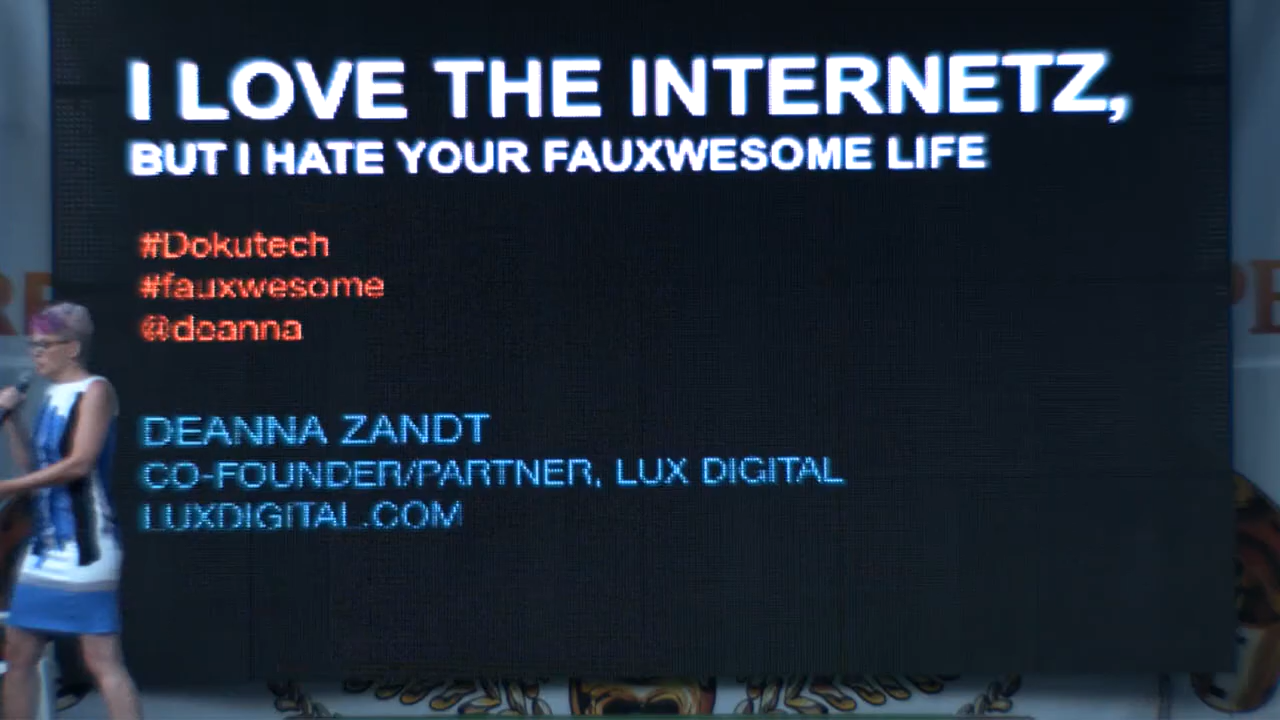 I LOVE THE INTERNETZ,
BUT I HATE YOUR FAUXWESOME LIFE
#Dokutech
#fauxwesome
@deanna
DEANNA ZANDT
CO-FOUNDER/PARTNER, LUX DIGITAL
LUXDIGITAL.COM